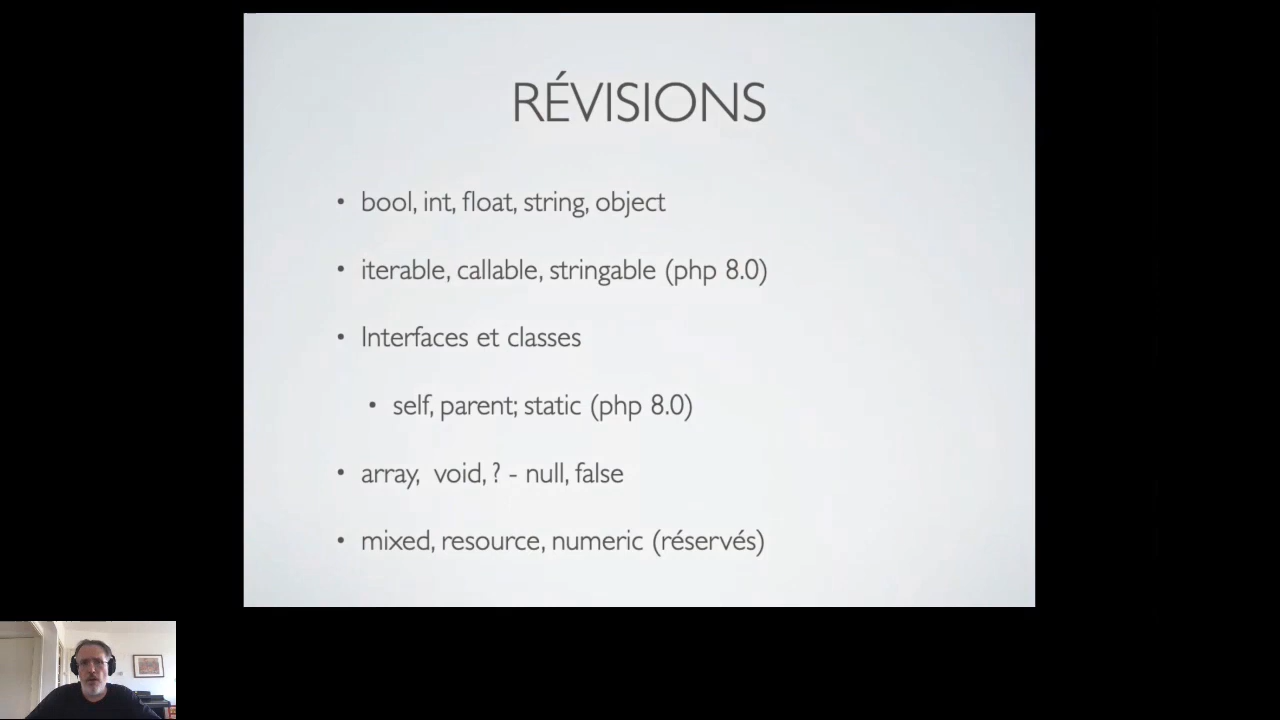 RÉVISIONS
• bool, int, float, string, object
• iterable, callable, stringable (php 8.0)
• Interfaces et classes
• self, parent; static (php 8.0)
• array,  void, ? - null, false
• mixed, resource, numeric (réservés)